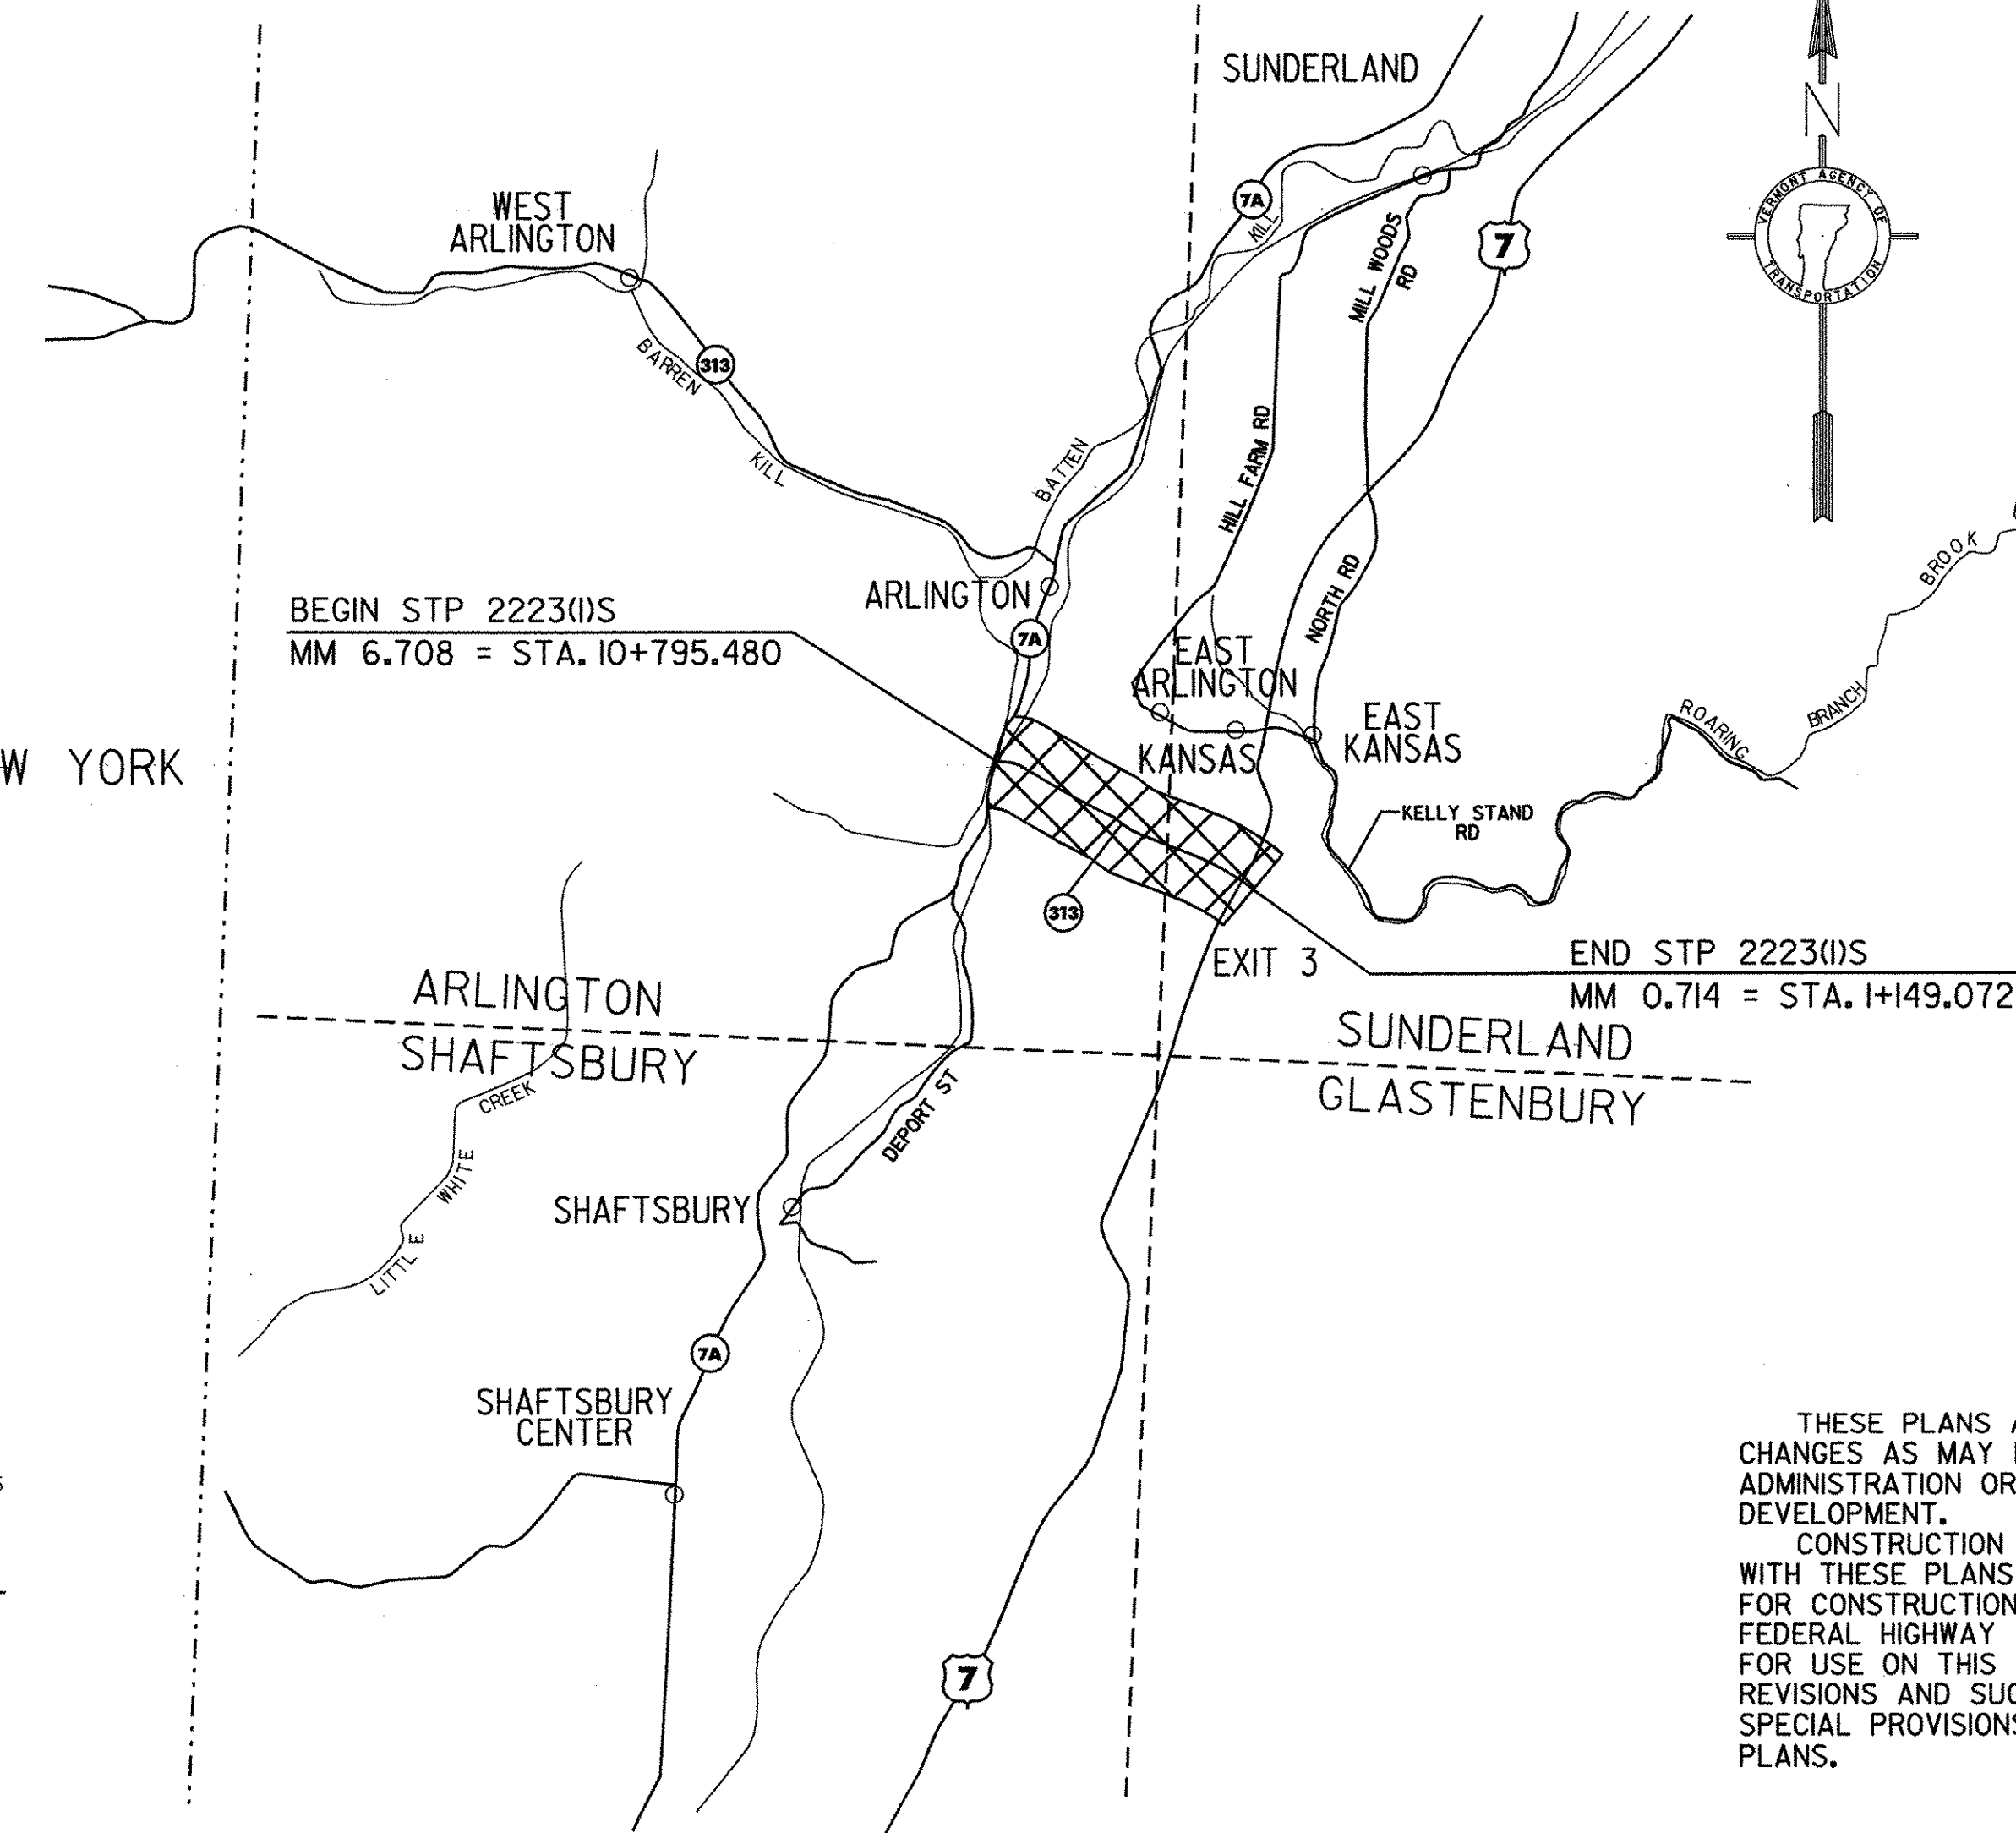 SUNDERLAND
N
VERMONT AGENCY OF
TRANSPORTATION
WEST
ARLINGTON
7A
KILL
7
MILL WOODS
RD
313
BARREN
KILL
BATTEN
HILL FARM RD
NORTH RD
BROOK
BRANCH
ROARING
ARLINGTON
BEGIN STP 2223(1)S
MM 6.708 = STA. 10+795.480
7A
EAST
ARLINGTON
EAST
KANSAS
KANSAS
W YORK
KELLY STAND
RD
313
EXIT 3
END STP 2223(1)S
MM 0.714 = STA. 1+149.072
ARLINGTON
SHAFTSBURY
SUNDERLAND
GLASTENBURY
CREEK
WHITE
LITTLE
DEPORT ST
SHAFTSBURY
7A
SHAFTSBURY
CENTER
7
THESE PLANS
CHANGES AS MAY
ADMINISTRATION OR
DEVELOPMENT.
CONSTRUCTION
WITH THESE PLANS
FOR CONSTRUCTION
FEDERAL HIGHWAY
FOR USE ON THIS
REVISIONS AND
SPECIAL PROVISIONS
PLANS.